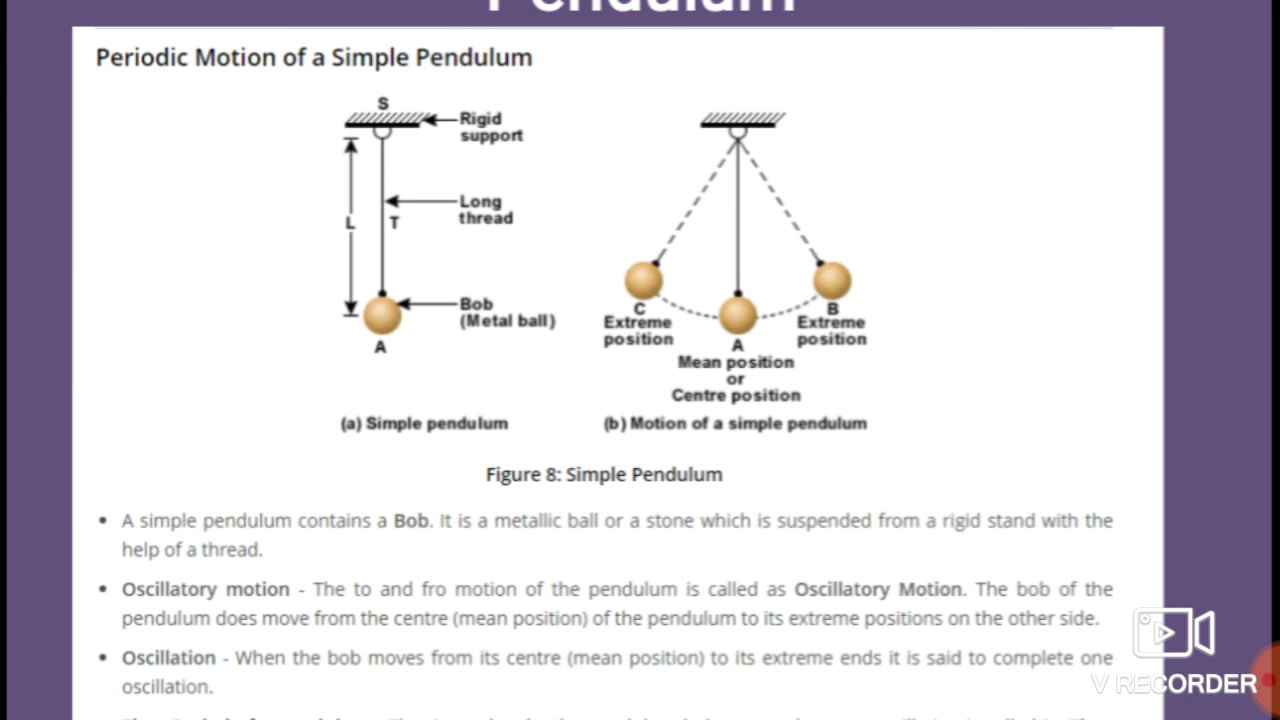 Pendulum
Periodic Motion of a Simple Pendulum
S
Rigid
support
Long
thread
L
T
Bob
(Metal ball)
A
C
Extreme
position
B
Extreme
position
A
Mean position
or
Centre position
(a) Simple pendulum
(b) Motion of a simple pendulum
Figure 8: Simple Pendulum
• A simple pendulum contains a Bob. It is a metallic ball or a stone which is suspended from a rigid stand with the
help of a thread.
• Oscillatory motion - The to and fro motion of the pendulum is called as Oscillatory Motion. The bob of the
pendulum does move from the centre (mean position) of the pendulum to its extreme positions on the other side.
• Oscillation - When the bob moves from its centre (mean position) to its extreme ends it is said to complete one
oscillation.
V RECORDER